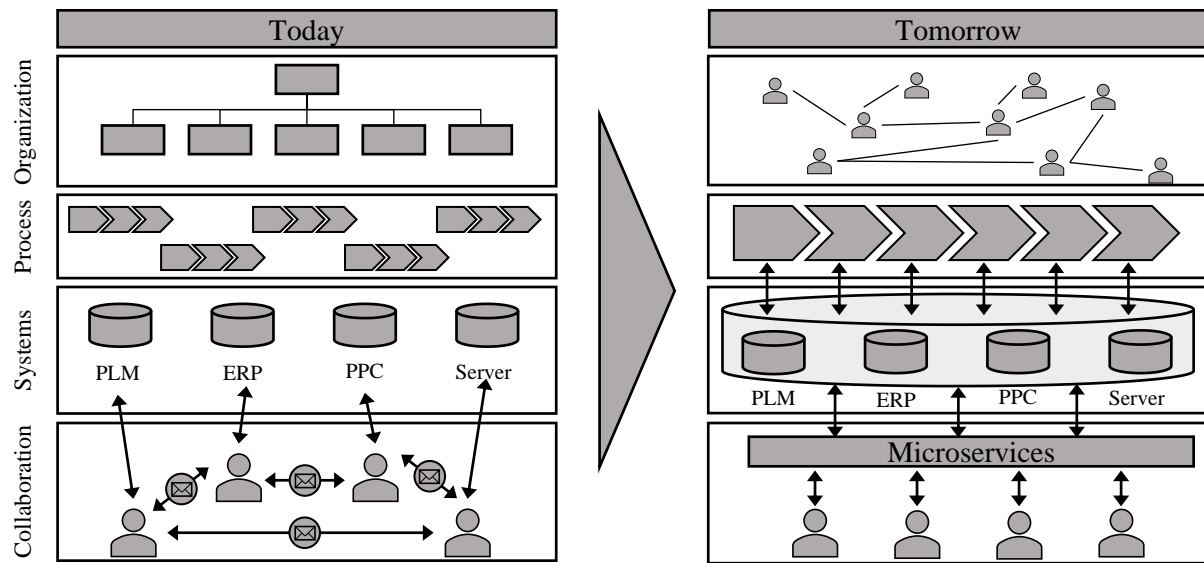 Today
Tomorrow
Organization
Process
Systems
PLM
ERP
PPC
Server
PLM
ERP
PPC
Server
Collaboration
Microservices